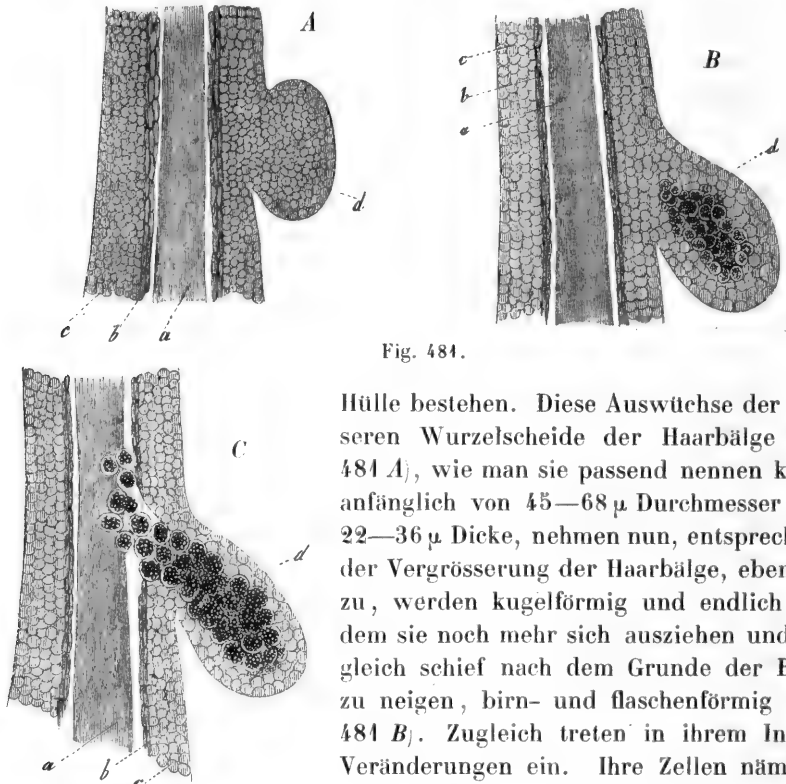 A
B
c
b
a
d
d
c
b
a
Fig. 481.
C
d
a
b
c
Hülle bestehen. Diese Auswüchse der
seren Wurzelscheide der Haarbälge
481 A), wie man sie passend nennen k
anfänglich von 45—68 µ Durchmesser
22—36 µ Dicke, nehmen nun, entsprec
der Vergrösserung der Haarbälge, eben
zu, werden kugelförmig und endlich
dem sie noch mehr sich ausziehen und
gleich schief nach dem Grunde der B
zu neigen, birn- und flaschenförmig
481 B). Zugleich treten in ihrem In
Veränderungen ein. Ihre Zellen näm